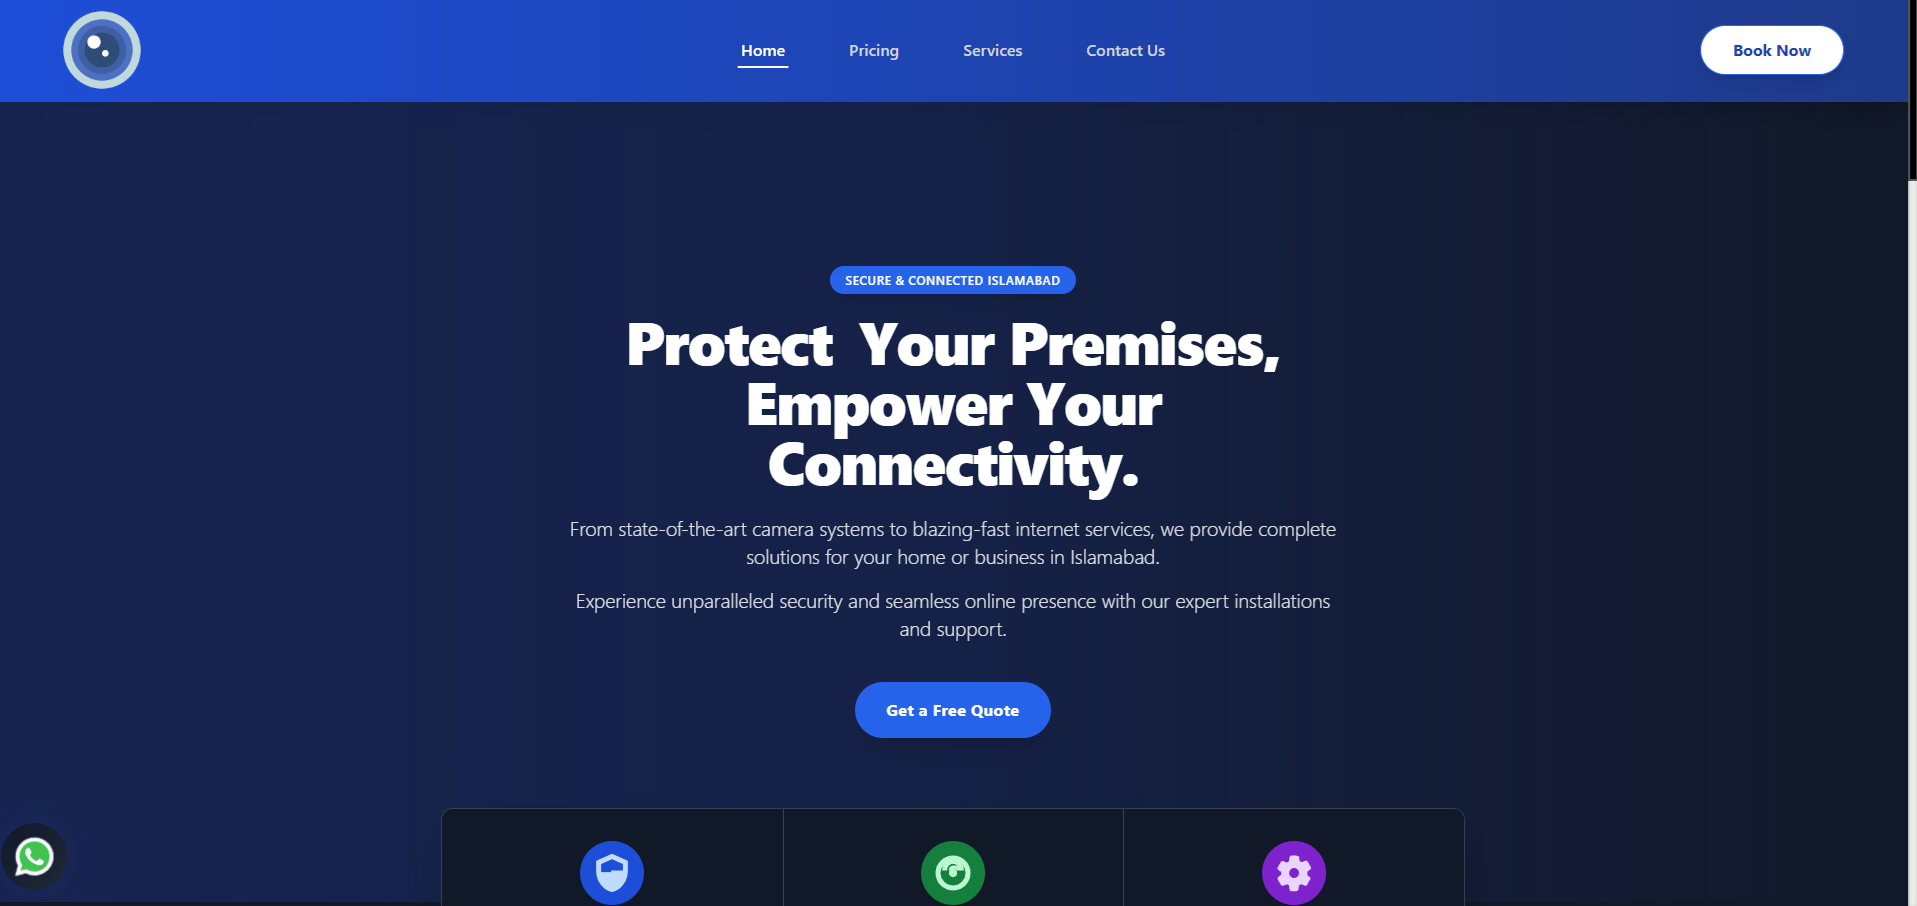 Home
Pricing
Services
Contact Us
Book Now
SECURE & CONNECTED ISLAMABAD
Protect  Your Premises,
Empower Your
Connectivity.
From state-of-the-art camera systems to blazing-fast internet services, we provide complete
solutions for your home or business in Islamabad.
Experience unparalleled security and seamless online presence with our expert installations
and support.
Get a Free Quote